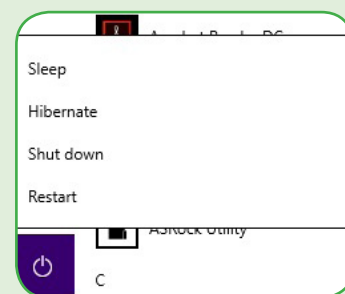 Sleep
Hibernate
Shut down
Restart
ASRock Utility
C